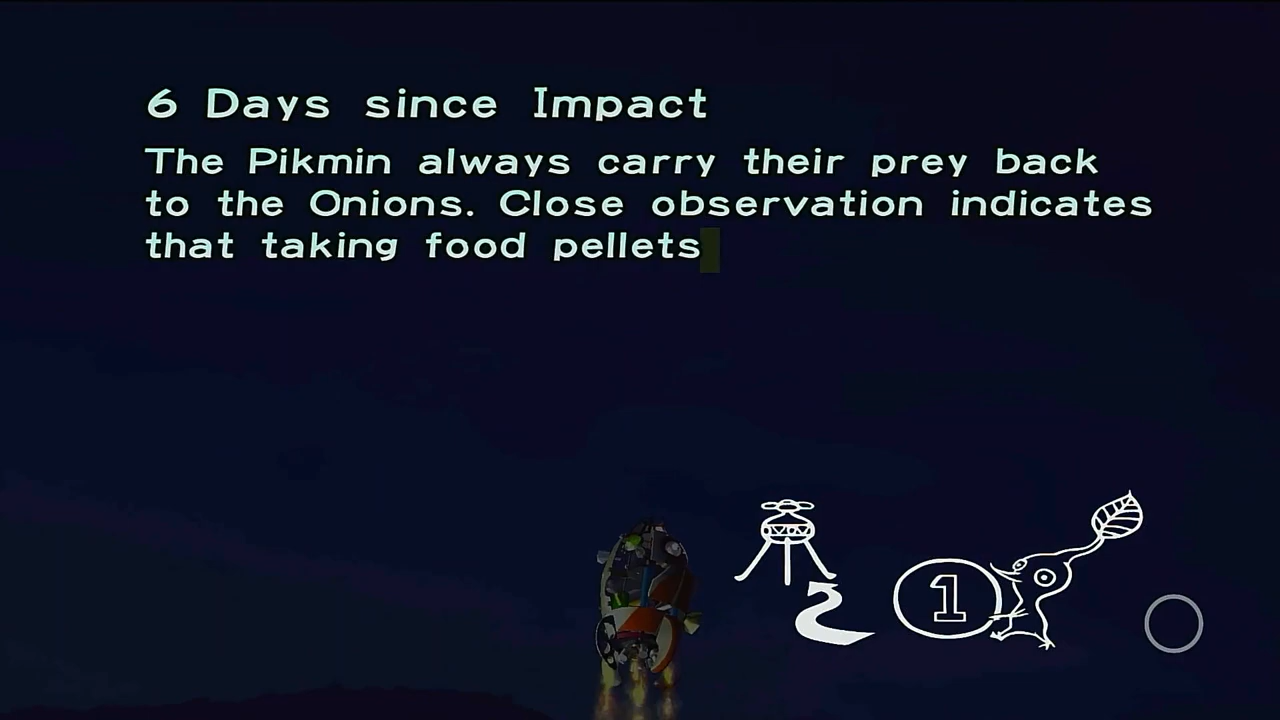 6 Days since Impact
The Pikmin always carry their prey back
to the Onions. Close observation indicates
that taking food pellets
1